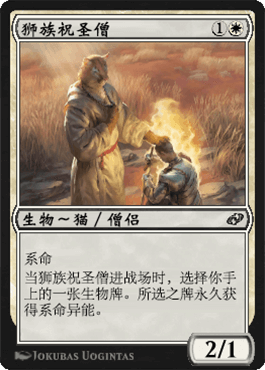 狮族祝圣僧 1
生物～猫 / 僧侣
系命
当狮族祝圣僧进战场时，选择你手
上的一张生物牌。所选之牌永久获
得系命异能。
JOKUBAS UOGINTAS
2/1